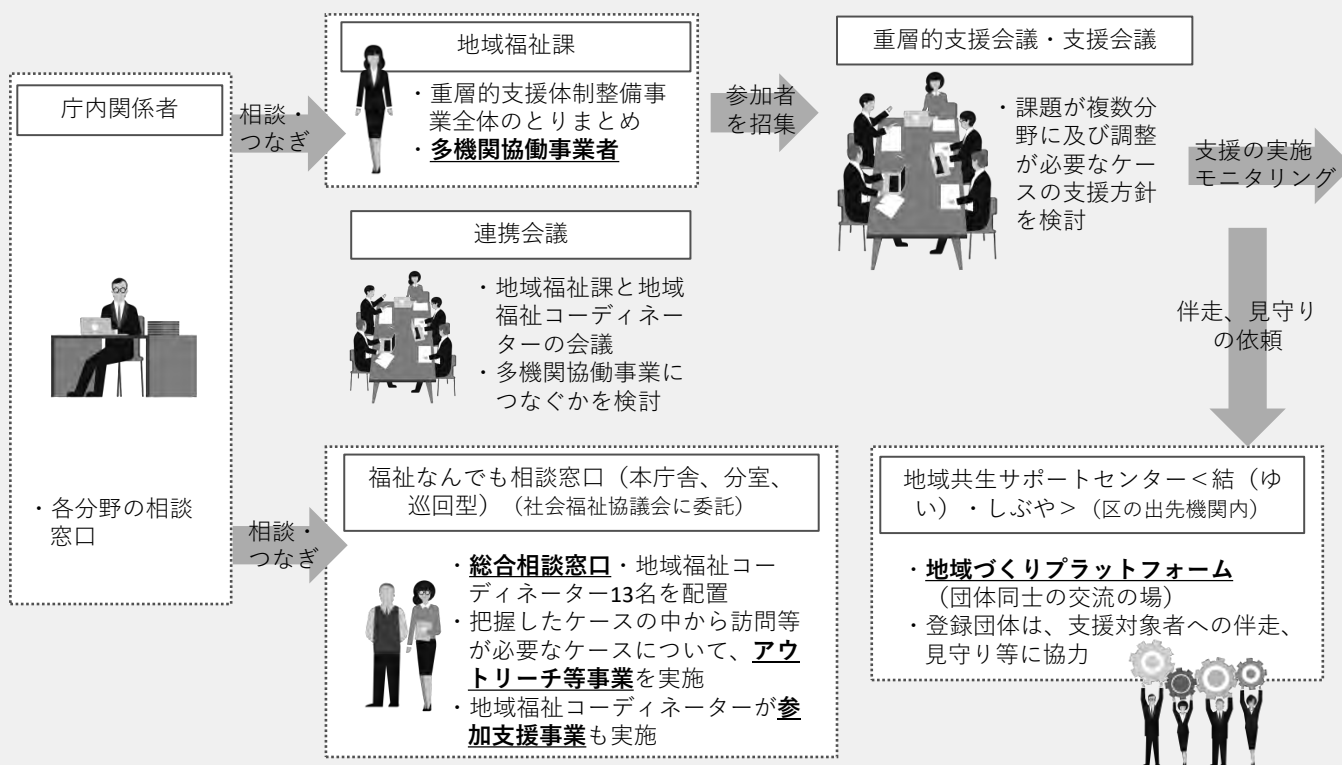 庁内関係者
・各分野の相談
窓口
相談・
つなぎ
地域福祉課
・重層的支援体制整備事
業全体のとりまとめ
・多機関協働事業者
参加者
を招集
重層的支援会議・支援会議
・課題が複数分
野に及び調整
が必要なケー
スの支援方針
を検討
支援の実施
モニタリング
連携会議
・地域福祉課と地域
福祉コーディネー
ターの会議
・多機関協働事業に
つなぐかを検討
伴走、見守り
の依頼
相談・
つなぎ
福祉なんでも相談窓口（本庁舎、分室、
巡回型）（社会福祉協議会に委託）
・総合相談窓口・地域福祉コー
ディネーター13名を配置
・把握したケースの中から訪問等
が必要なケースについて、アウ
トリーチ等事業を実施
・地域福祉コーディネーターが参
加支援事業も実施
地域共生サポートセンター＜結（ゆ
い）・しぶや＞（区の出先機関内）
・地域づくりプラットフォーム
（団体同士の交流の場）
・登録団体は、支援対象者への伴走、
見守り等に協力